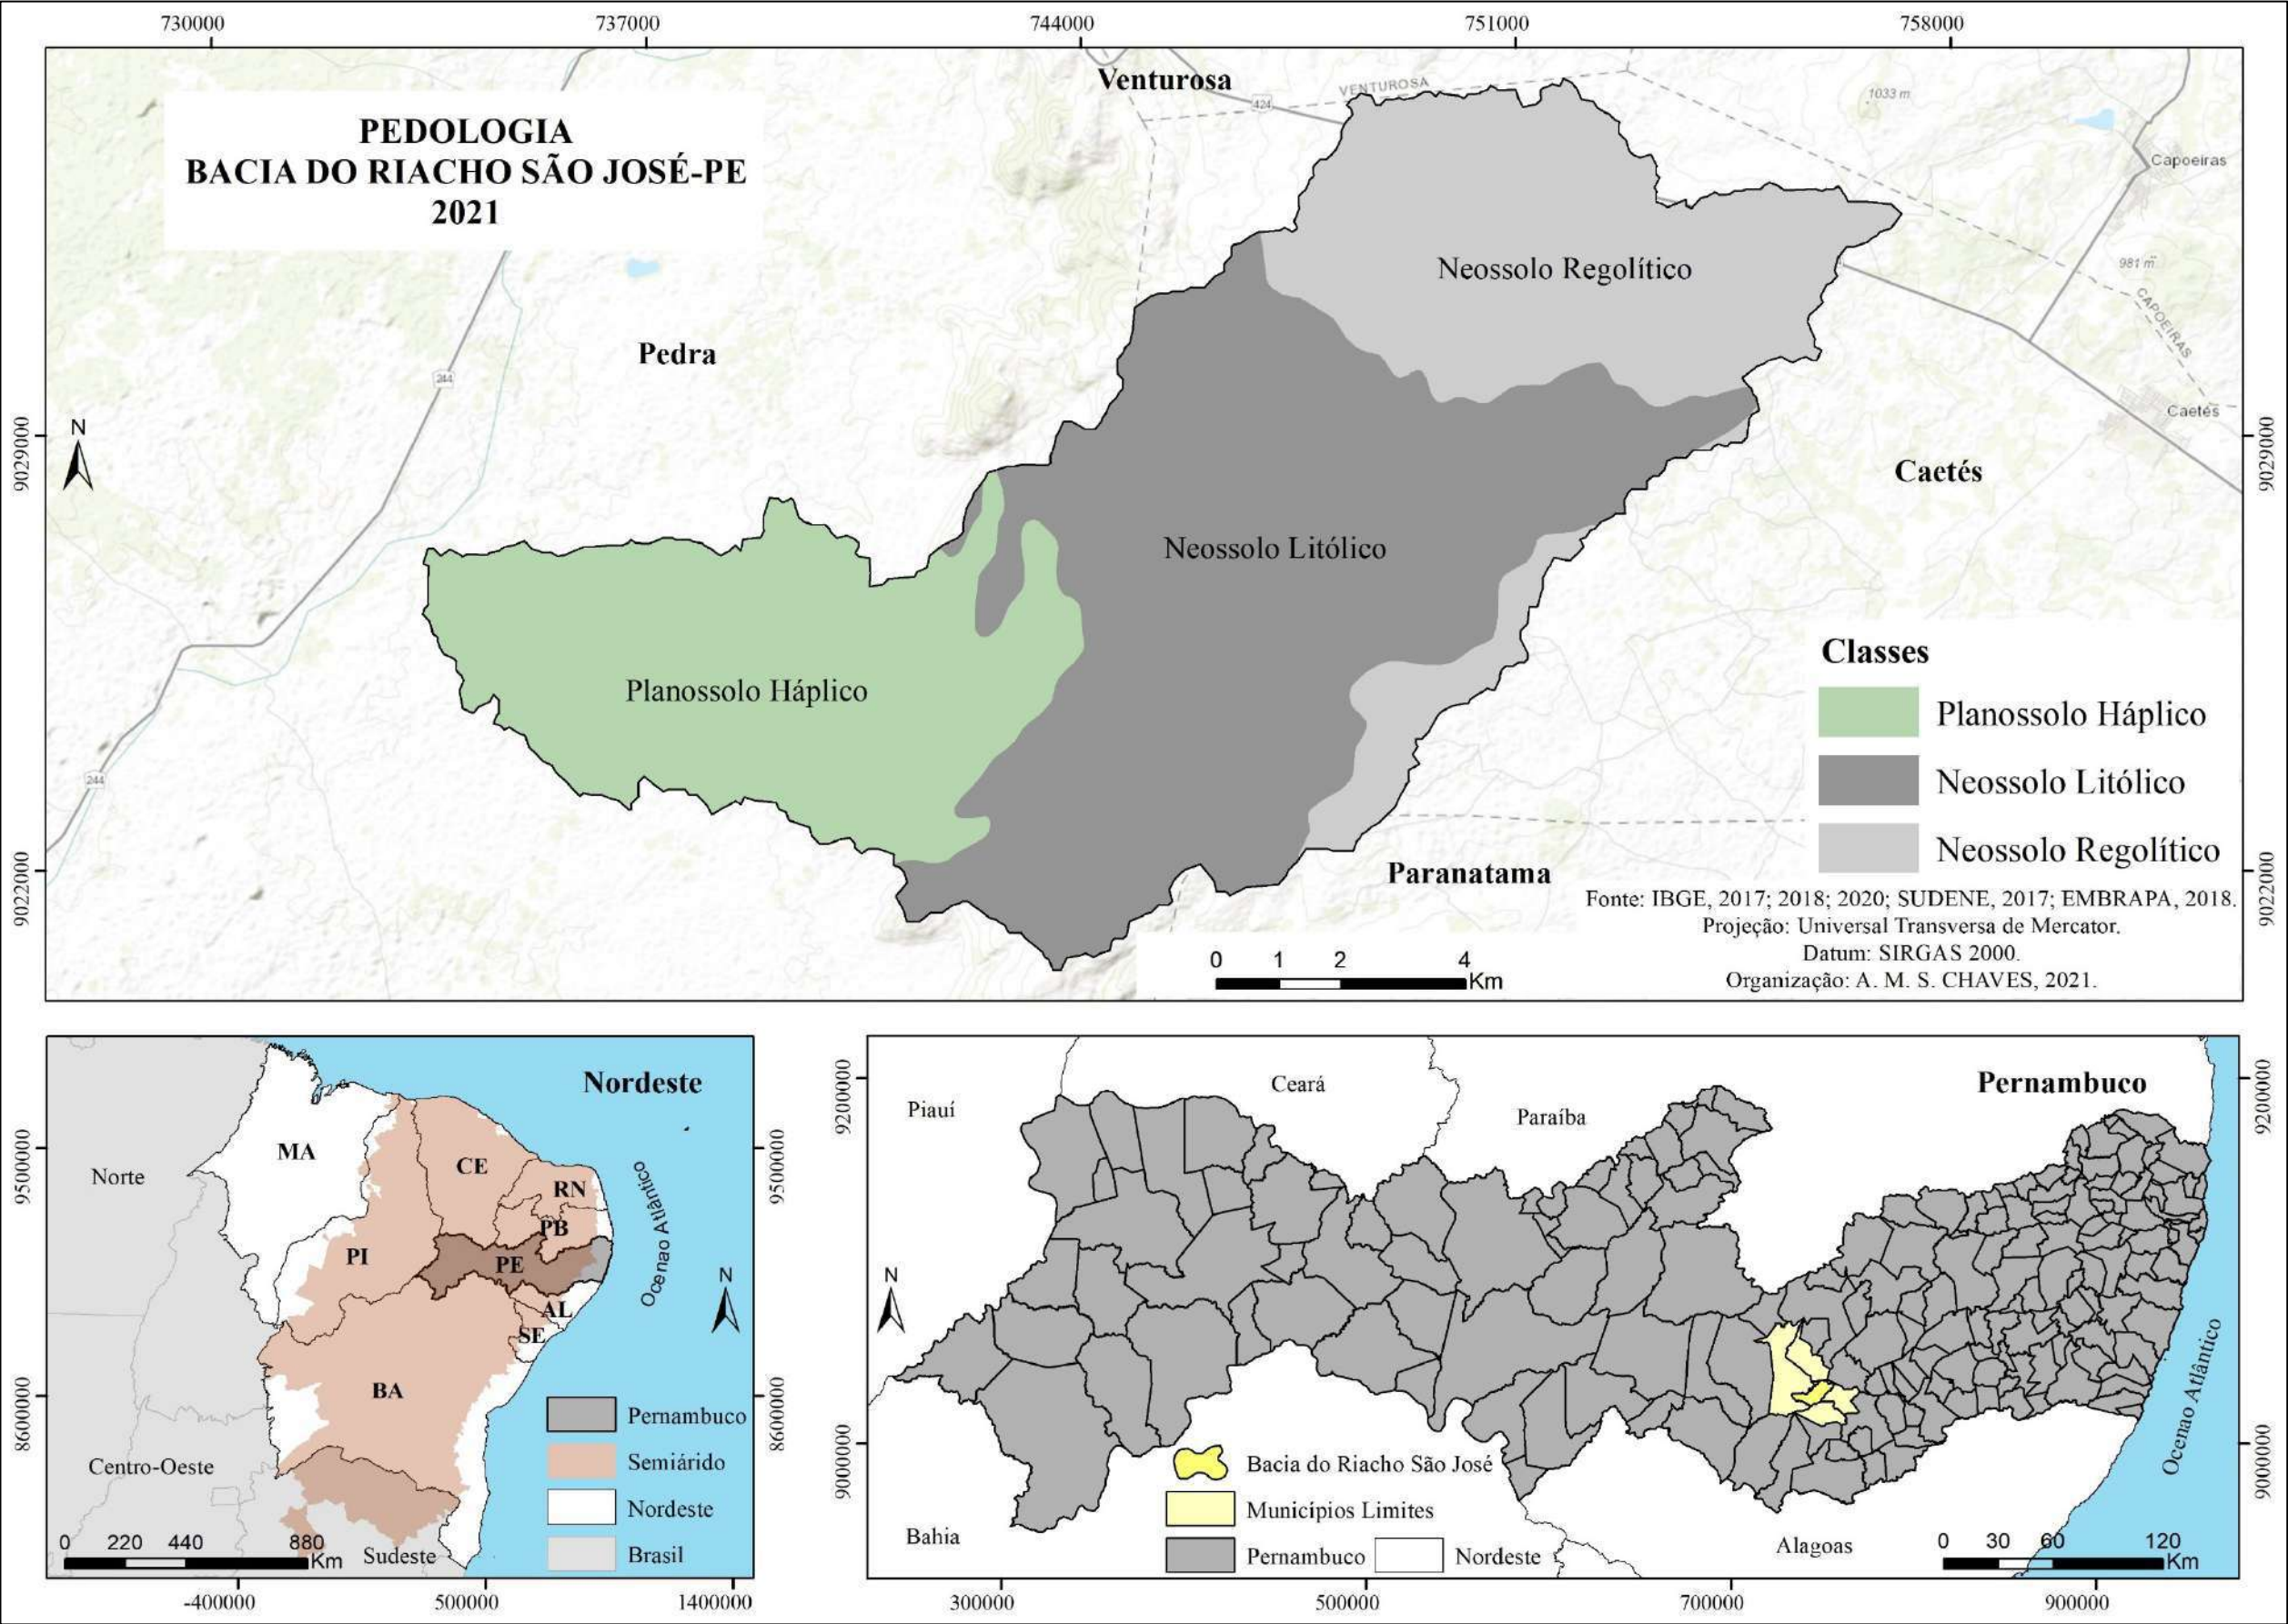 730000
737000
744000
751000
758000
PEDOLOGIA
BACIA DO RIACHO SÃO JOSÉ-PE
2021
Venturosa
VENTUROSA
424
1033 m
Capoeiras
981 m
CAPOEIRAS
Caetés
Neossolo Regolítico
Pedra
244
9029000
N
9029000
Caetés
Neossolo Litólico
Planossolo Háplico
244
Classes
Planossolo Háplico
Neossolo Litólico
Neossolo Regolítico
9022000
9022000
Paranatama
Fonte: IBGE, 2017; 2018; 2020; SUDENE, 2017; EMBRAPA, 2018.
Projeção: Universal Transversa de Mercator.
Datum: SIRGAS 2000.
Organização: A. M. S. CHAVES, 2021.
0 1 2 4
Km
Nordeste
MA
CE
RN
PB
PI
PE
AL
SE
BA
Norte
Centro-Oeste
Sudeste
Ocenao Atlântico
N
9500000
9500000
8600000
8600000
Pernambuco
Semiárido
Nordeste
Brasil
0 220 440 880
Km
-400000
500000
1400000
Pernambuco
Piauí
Ceará
Paraíba
Bahia
Alagoas
Ocenao Atlântico
N
9200000
9200000
9000000
9000000
Bacia do Riacho São José
Municípios Limites
Pernambuco
Nordeste
0 30 60 120
Km
300000
500000
700000
900000